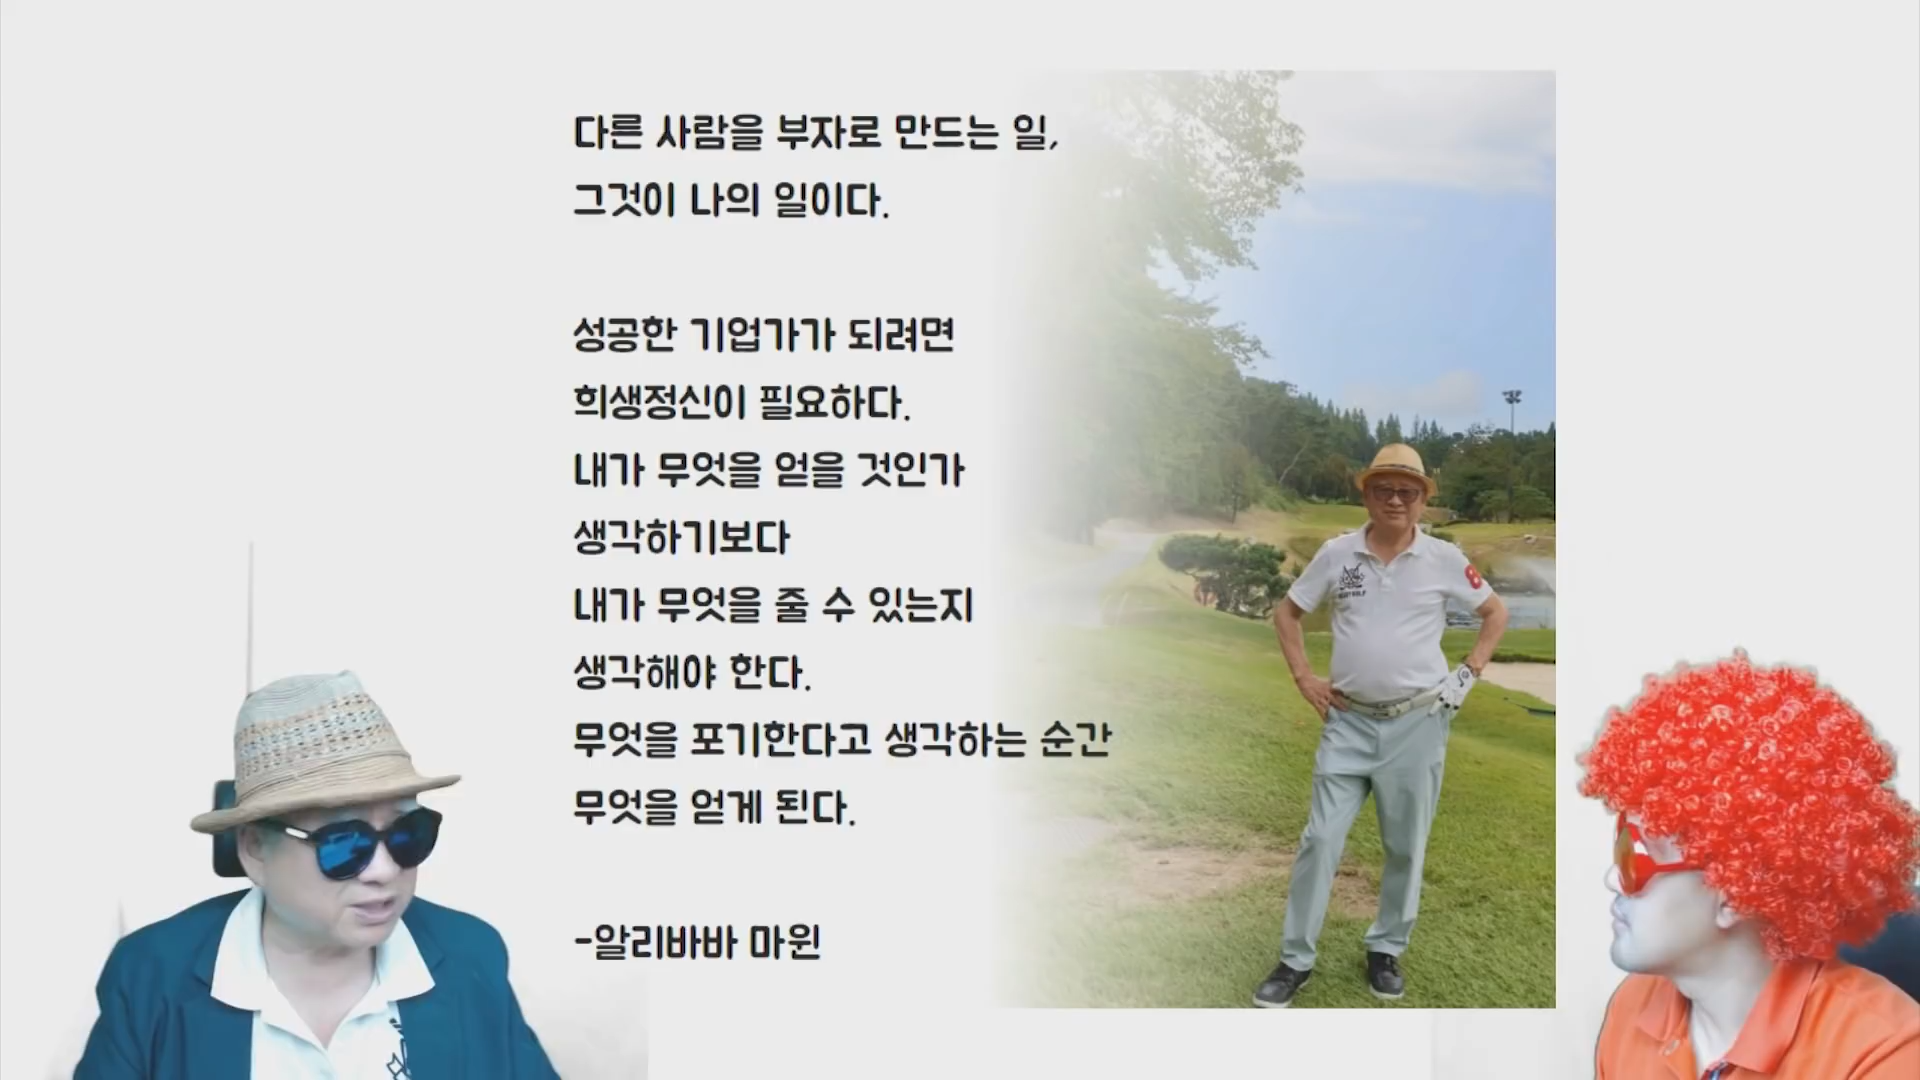 다른 사람을 부자로 만드는 일,
그것이 나의 일이다.
성공한 기업가가 되려면
희생정신이 필요하다.
내가 무엇을 얻을 것인가
생각하기보다
내가 무엇을 줄 수 있는지
생각해야 한다.
무엇을 포기한다고 생각하는 순간
무엇을 얻게 된다.
-알리바바 마윈
8